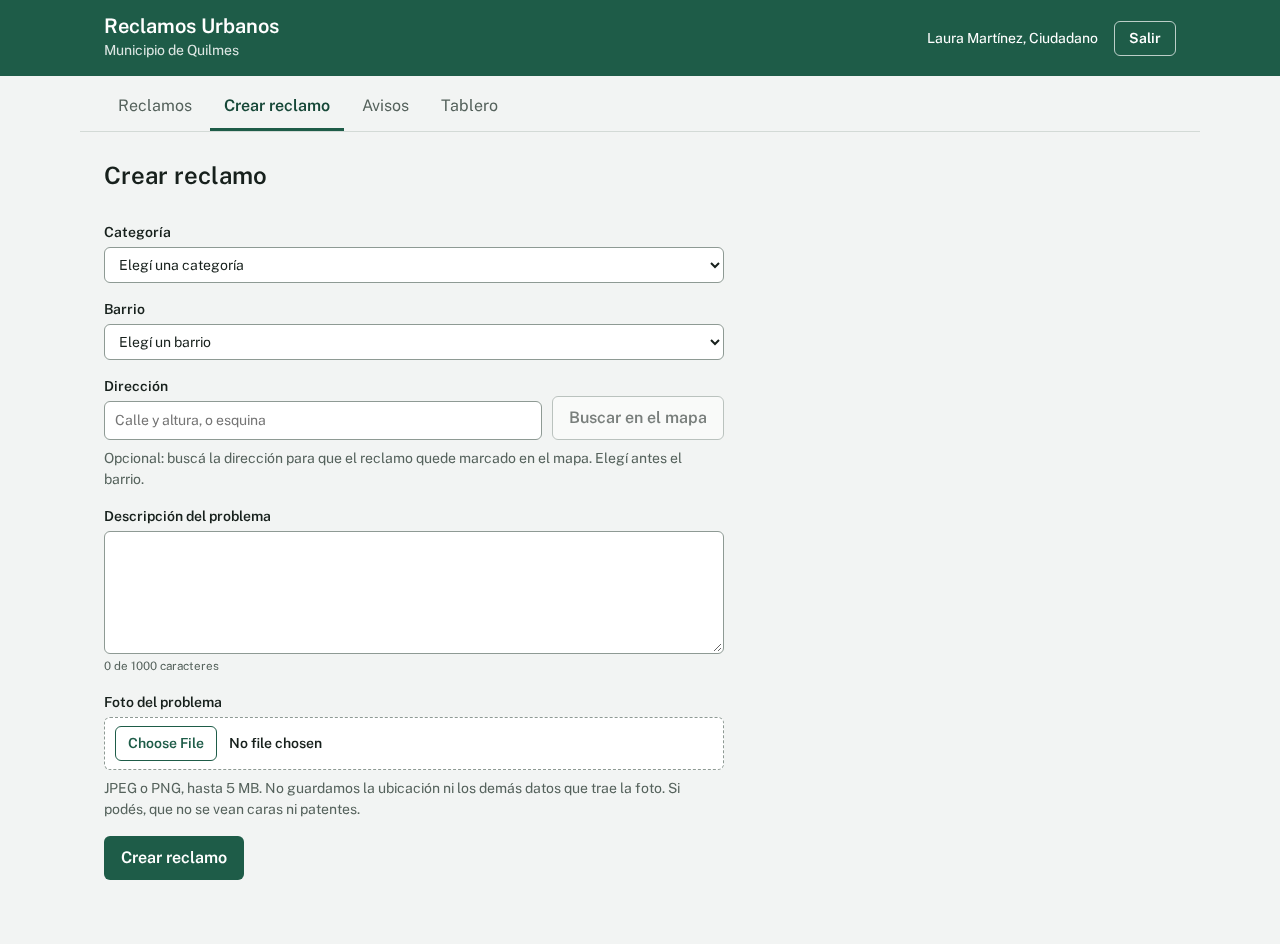 Reclamos Urbanos
Municipio de Quilmes
Laura Martínez, Ciudadano
Salir
Reclamos
Crear reclamo
Avisos
Tablero
Crear reclamo
Categoría
Elegí una categoría
Barrio
Elegí un barrio
Dirección
Calle y altura, o esquina
Buscar en el mapa
Opcional: buscá la dirección para que el reclamo quede marcado en el mapa. Elegí antes el
barrio.
Descripción del problema
0 de 1000 caracteres
Foto del problema
Choose File
No file chosen
JPEG o PNG, hasta 5 MB. No guardamos la ubicación ni los demás datos que trae la foto. Si
podés, que no se vean caras ni patentes.
Crear reclamo